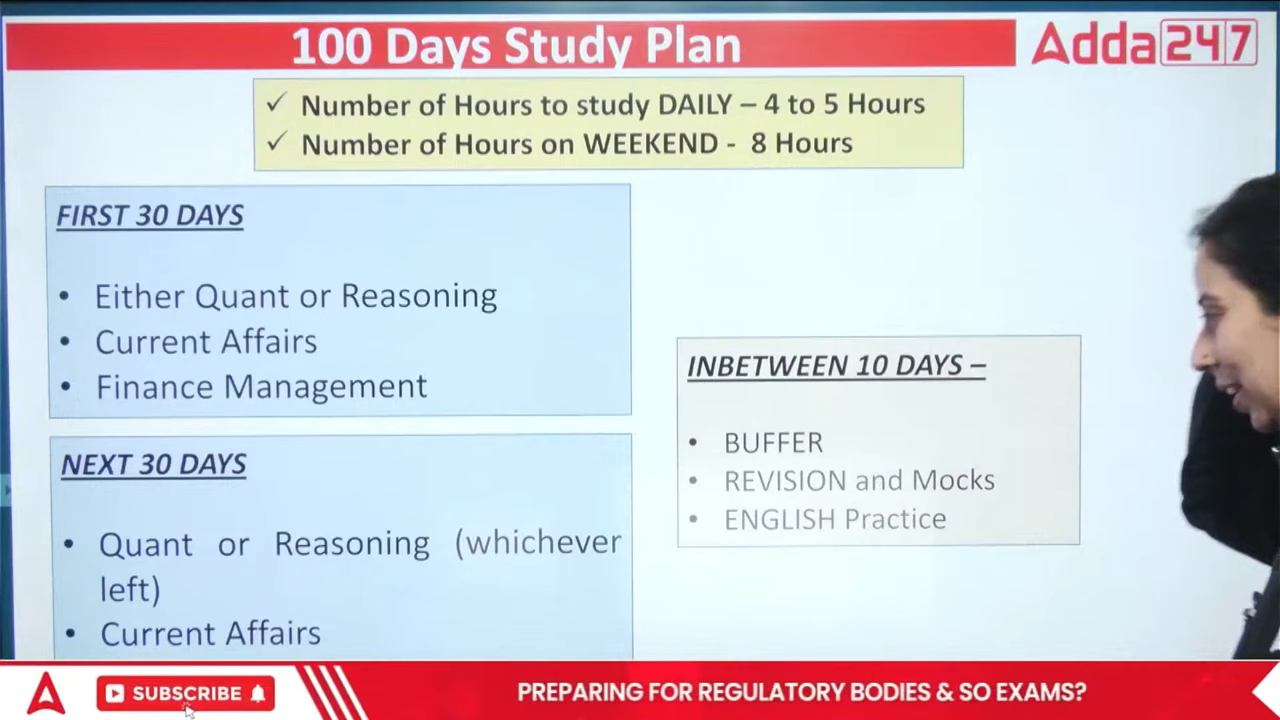 100 Days Study Plan
Adda247
✓ Number of Hours to study DAILY – 4 to 5 Hours
✓ Number of Hours on WEEKEND - 8 Hours
FIRST 30 DAYS
• Either Quant or Reasoning
• Current Affairs
• Finance Management
INBETWEEN 10 DAYS –
• BUFFER
• REVISION and Mocks
• ENGLISH Practice
NEXT 30 DAYS
• Quant or Reasoning (whichever
left)
• Current Affairs
SUBSCRIBE
PREPARING FOR REGULATORY BODIES & SO EXAMS?